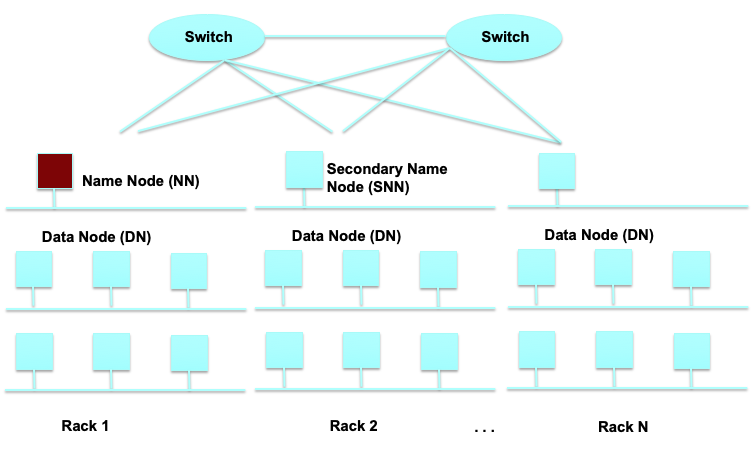 Switch
Switch
Name Node (NN)
Secondary Name
Node (SNN)
Data Node (DN)
Data Node (DN)
Data Node (DN)
Rack 1
Rack 2
. . .
Rack N